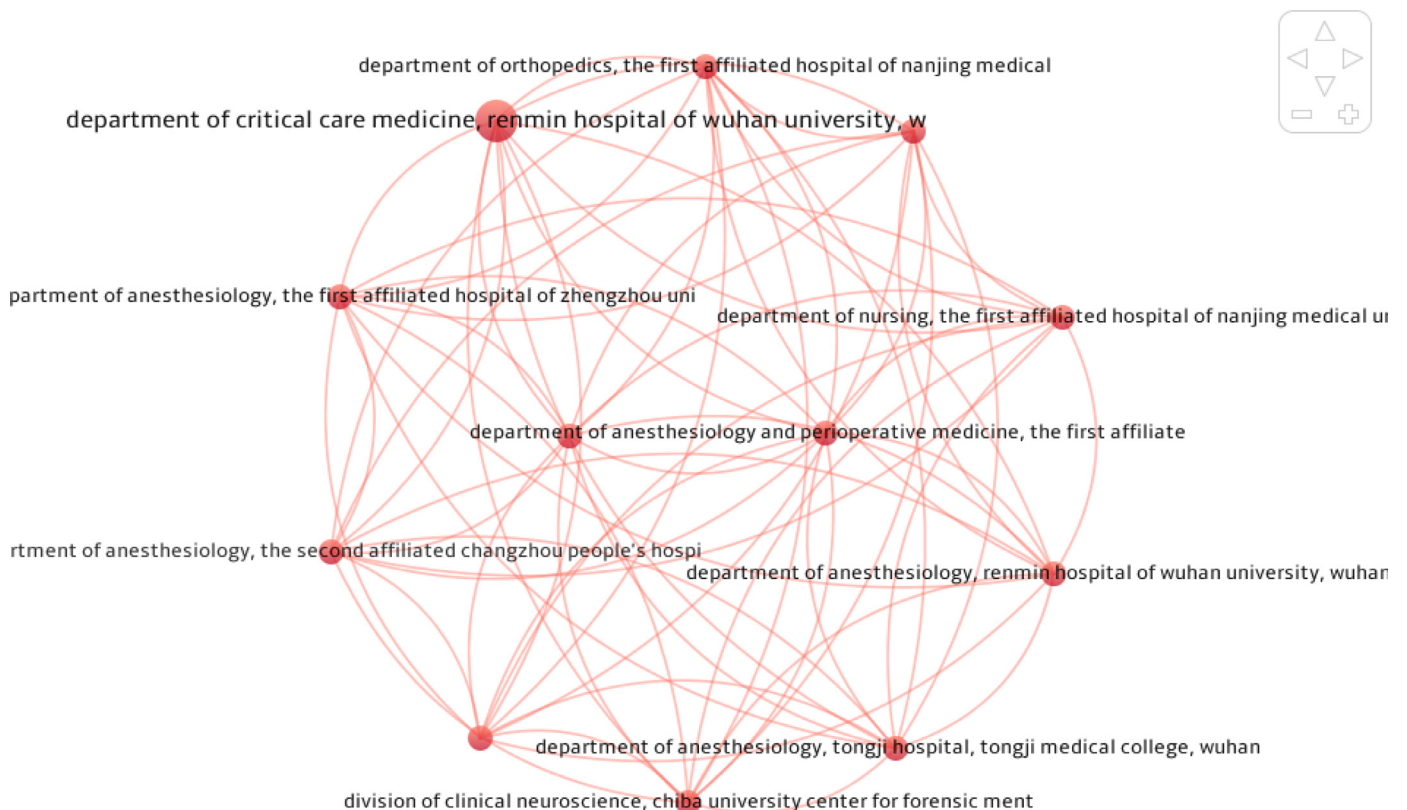 department of orthopedics, the first affiliated hospital of nanjing medical
department of critical care medicine, renmin hospital of wuhan university, w
partment of anesthesiology, the first affiliated hospital of zhengzhou uni
department of nursing, the first affiliated hospital of nanjing medical un
department of anesthesiology and perioperative medicine, the first affiliate
rtment of anesthesiology, the second affiliated changzhou people's hospi
department of anesthesiology, renmin hospital of wuhan university, wuhan
department of anesthesiology, tongji hospital, tongji medical college, wuhan
division of clinical neuroscience, chiba university center for forensic ment